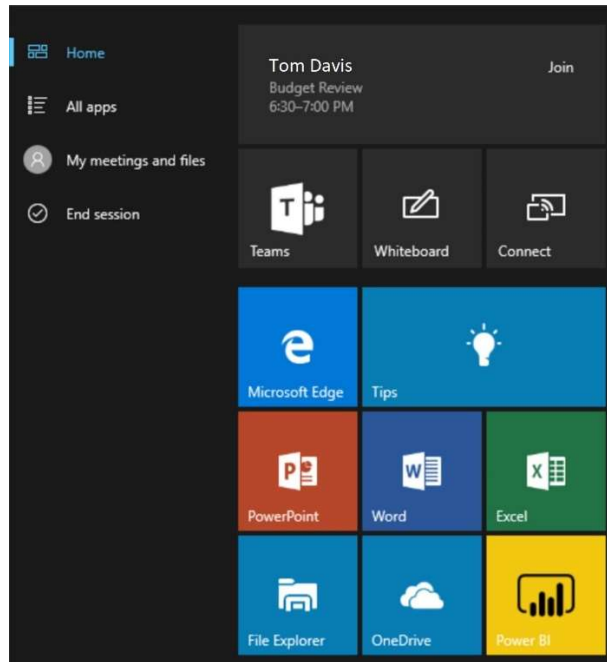 Home
All apps
My meetings and files
End session
Tom Davis
Join
Budget Review
6:30–7:00 PM
Teams
Whiteboard
Connect
Microsoft Edge
Tips
PowerPoint
Word
Excel
File Explorer
OneDrive
Power BI